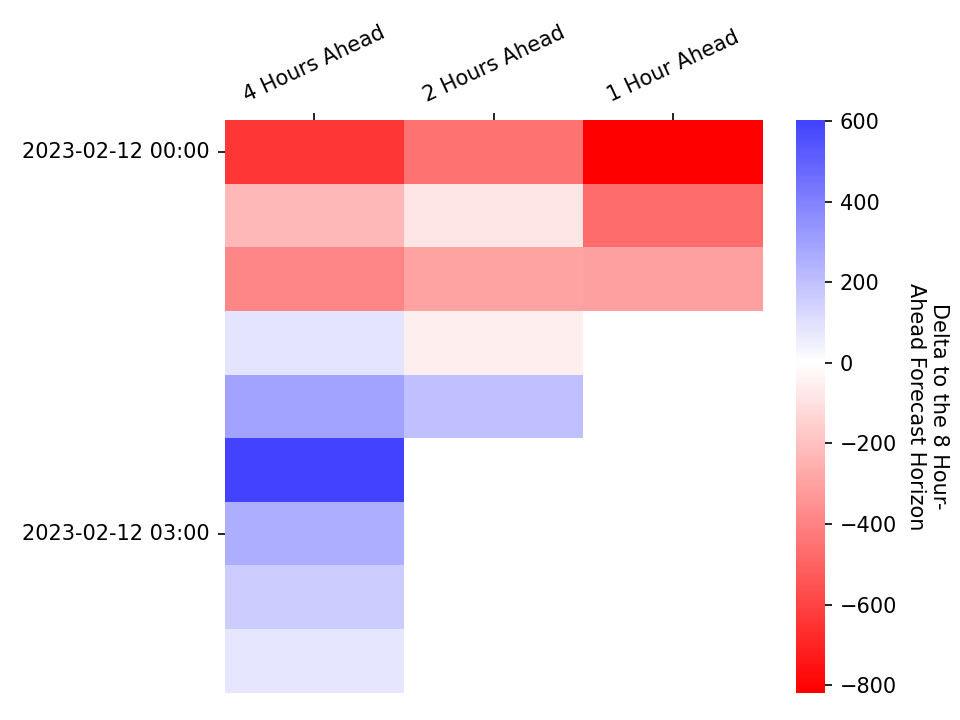 4 Hours Ahead
2 Hours Ahead
1 Hour Ahead
2023-02-12 00:00
2023-02-12 03:00
600
400
200
0
−200
−400
−600
−800
Delta to the 8 Hour-
Ahead Forecast Horizon